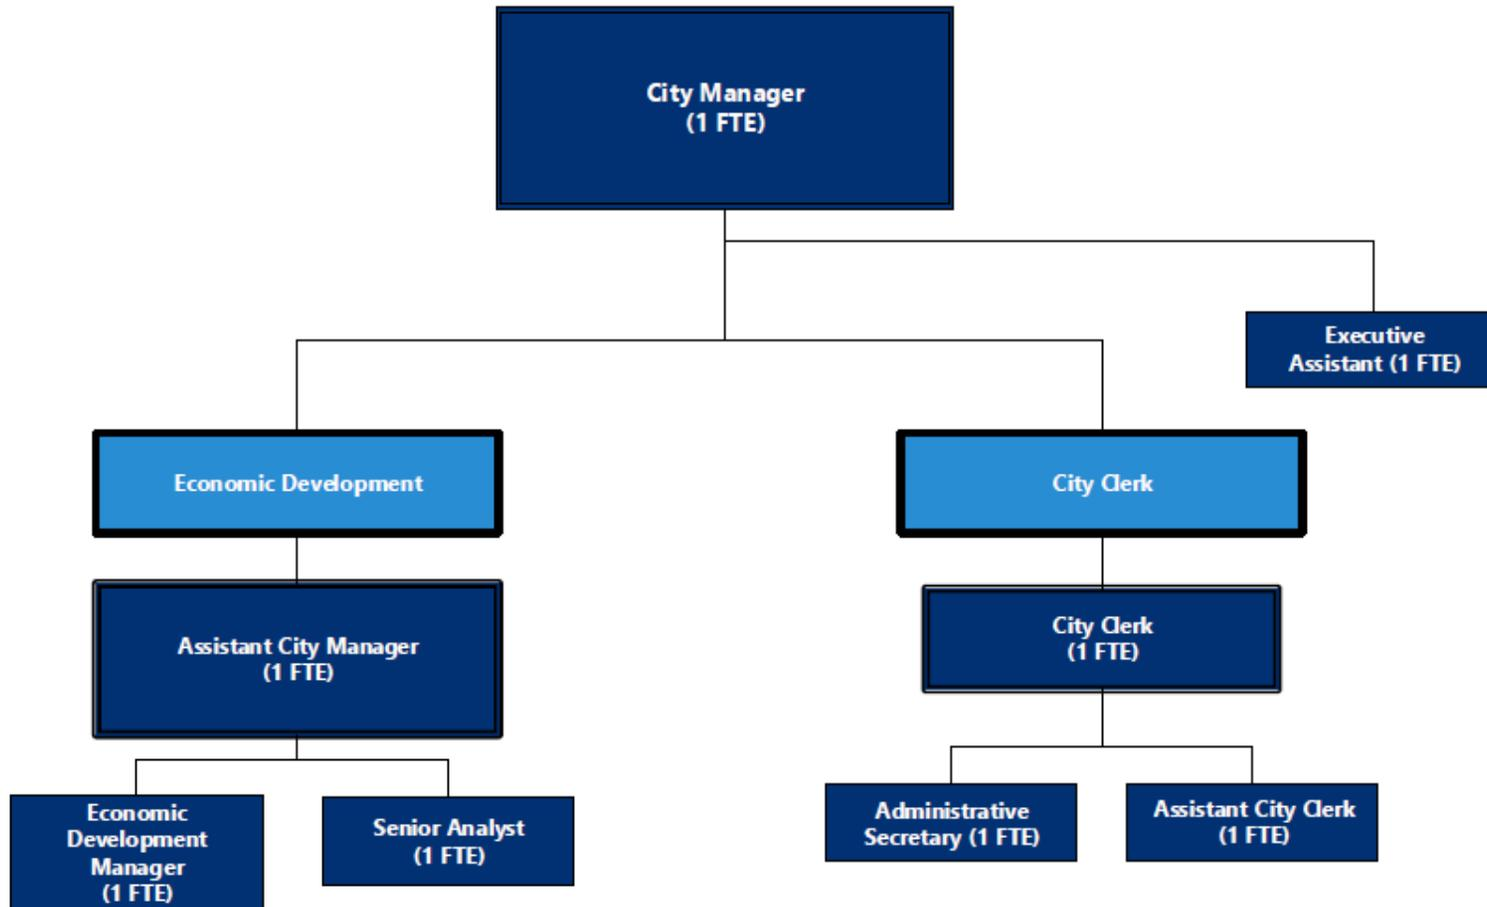 City Manager
(1 FTE)
Executive
Assistant (1 FTE)
Economic Development
City Clerk
Assistant City Manager
(1 FTE)
City Clerk
(1 FTE)
Economic
Development
Manager
(1 FTE)
Senior Analyst
(1 FTE)
Administrative
Secretary (1 FTE)
Assistant City Clerk
(1 FTE)